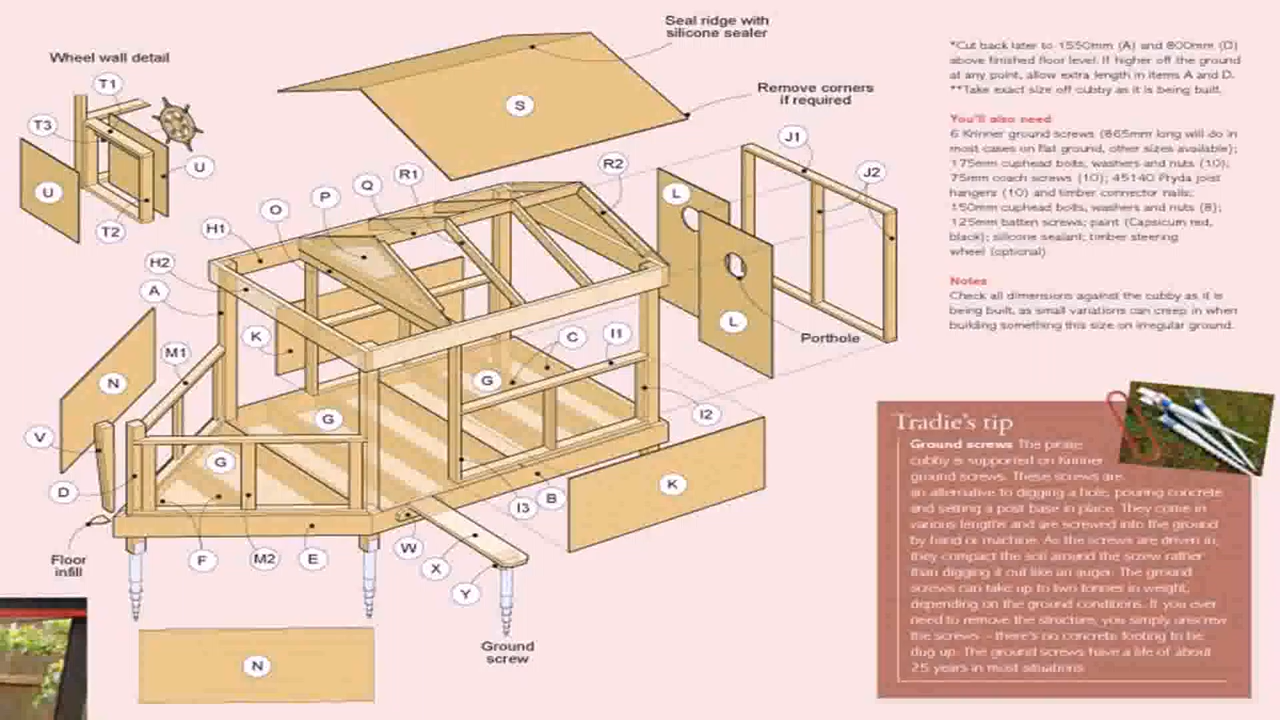 Seal ridge with
silicone sealer
Wheel wall detail
T1
T3
U
U
T2
S
Remove corners
if required
J1
J2
R2
R1
Q
P
O
H1
H2
A
L
L
Porthole
K
M1
N
V
D
C
I1
G
G
G
I2
K
B
I3
W
X
Y
F
M2
E
Floor
infill
Ground
screw
N
*Cut back later to 1550mm (A) and 800mm (D)
above finished floor level. If higher off the ground
at any point, allow extra length in items A and D.
**Take exact size off cubby as it is being built.
You'll also need
6 Krinner ground screws (865mm long will do in
most cases on flat ground, other sizes available);
175mm cuphead bolts, washers and nuts (10);
75mm coach screws (10); 45140 Pryda joist
hangers (10) and timber connector nails;
150mm cuphead bolts, washers and nuts (8);
125mm batten screws; paint (Capsicum red,
black); silicone sealant; timber steering
wheel (optional)
Notes
Check all dimensions against the cubby as it is
being built, as small variations can creep in when
building something this size on irregular ground.
Tradie's tip
Ground screws The pirate
cubby is supported on Krinner
ground screws. These screws are
an alternative to digging a hole, pouring concrete
and setting a post base in place. They come in
various lengths and are screwed into the ground
by hand or machine. As the screws are driven in,
they compact the soil around the screw rather
than digging it out like an auger. The ground
screws can take up to two tonnes in weight,
depending on the ground conditions. If you ever
need to remove the structure, you simply unscrew
the screws – there's no concrete footing to be
dug up. The ground screws have a life of about
25 years in most situations.